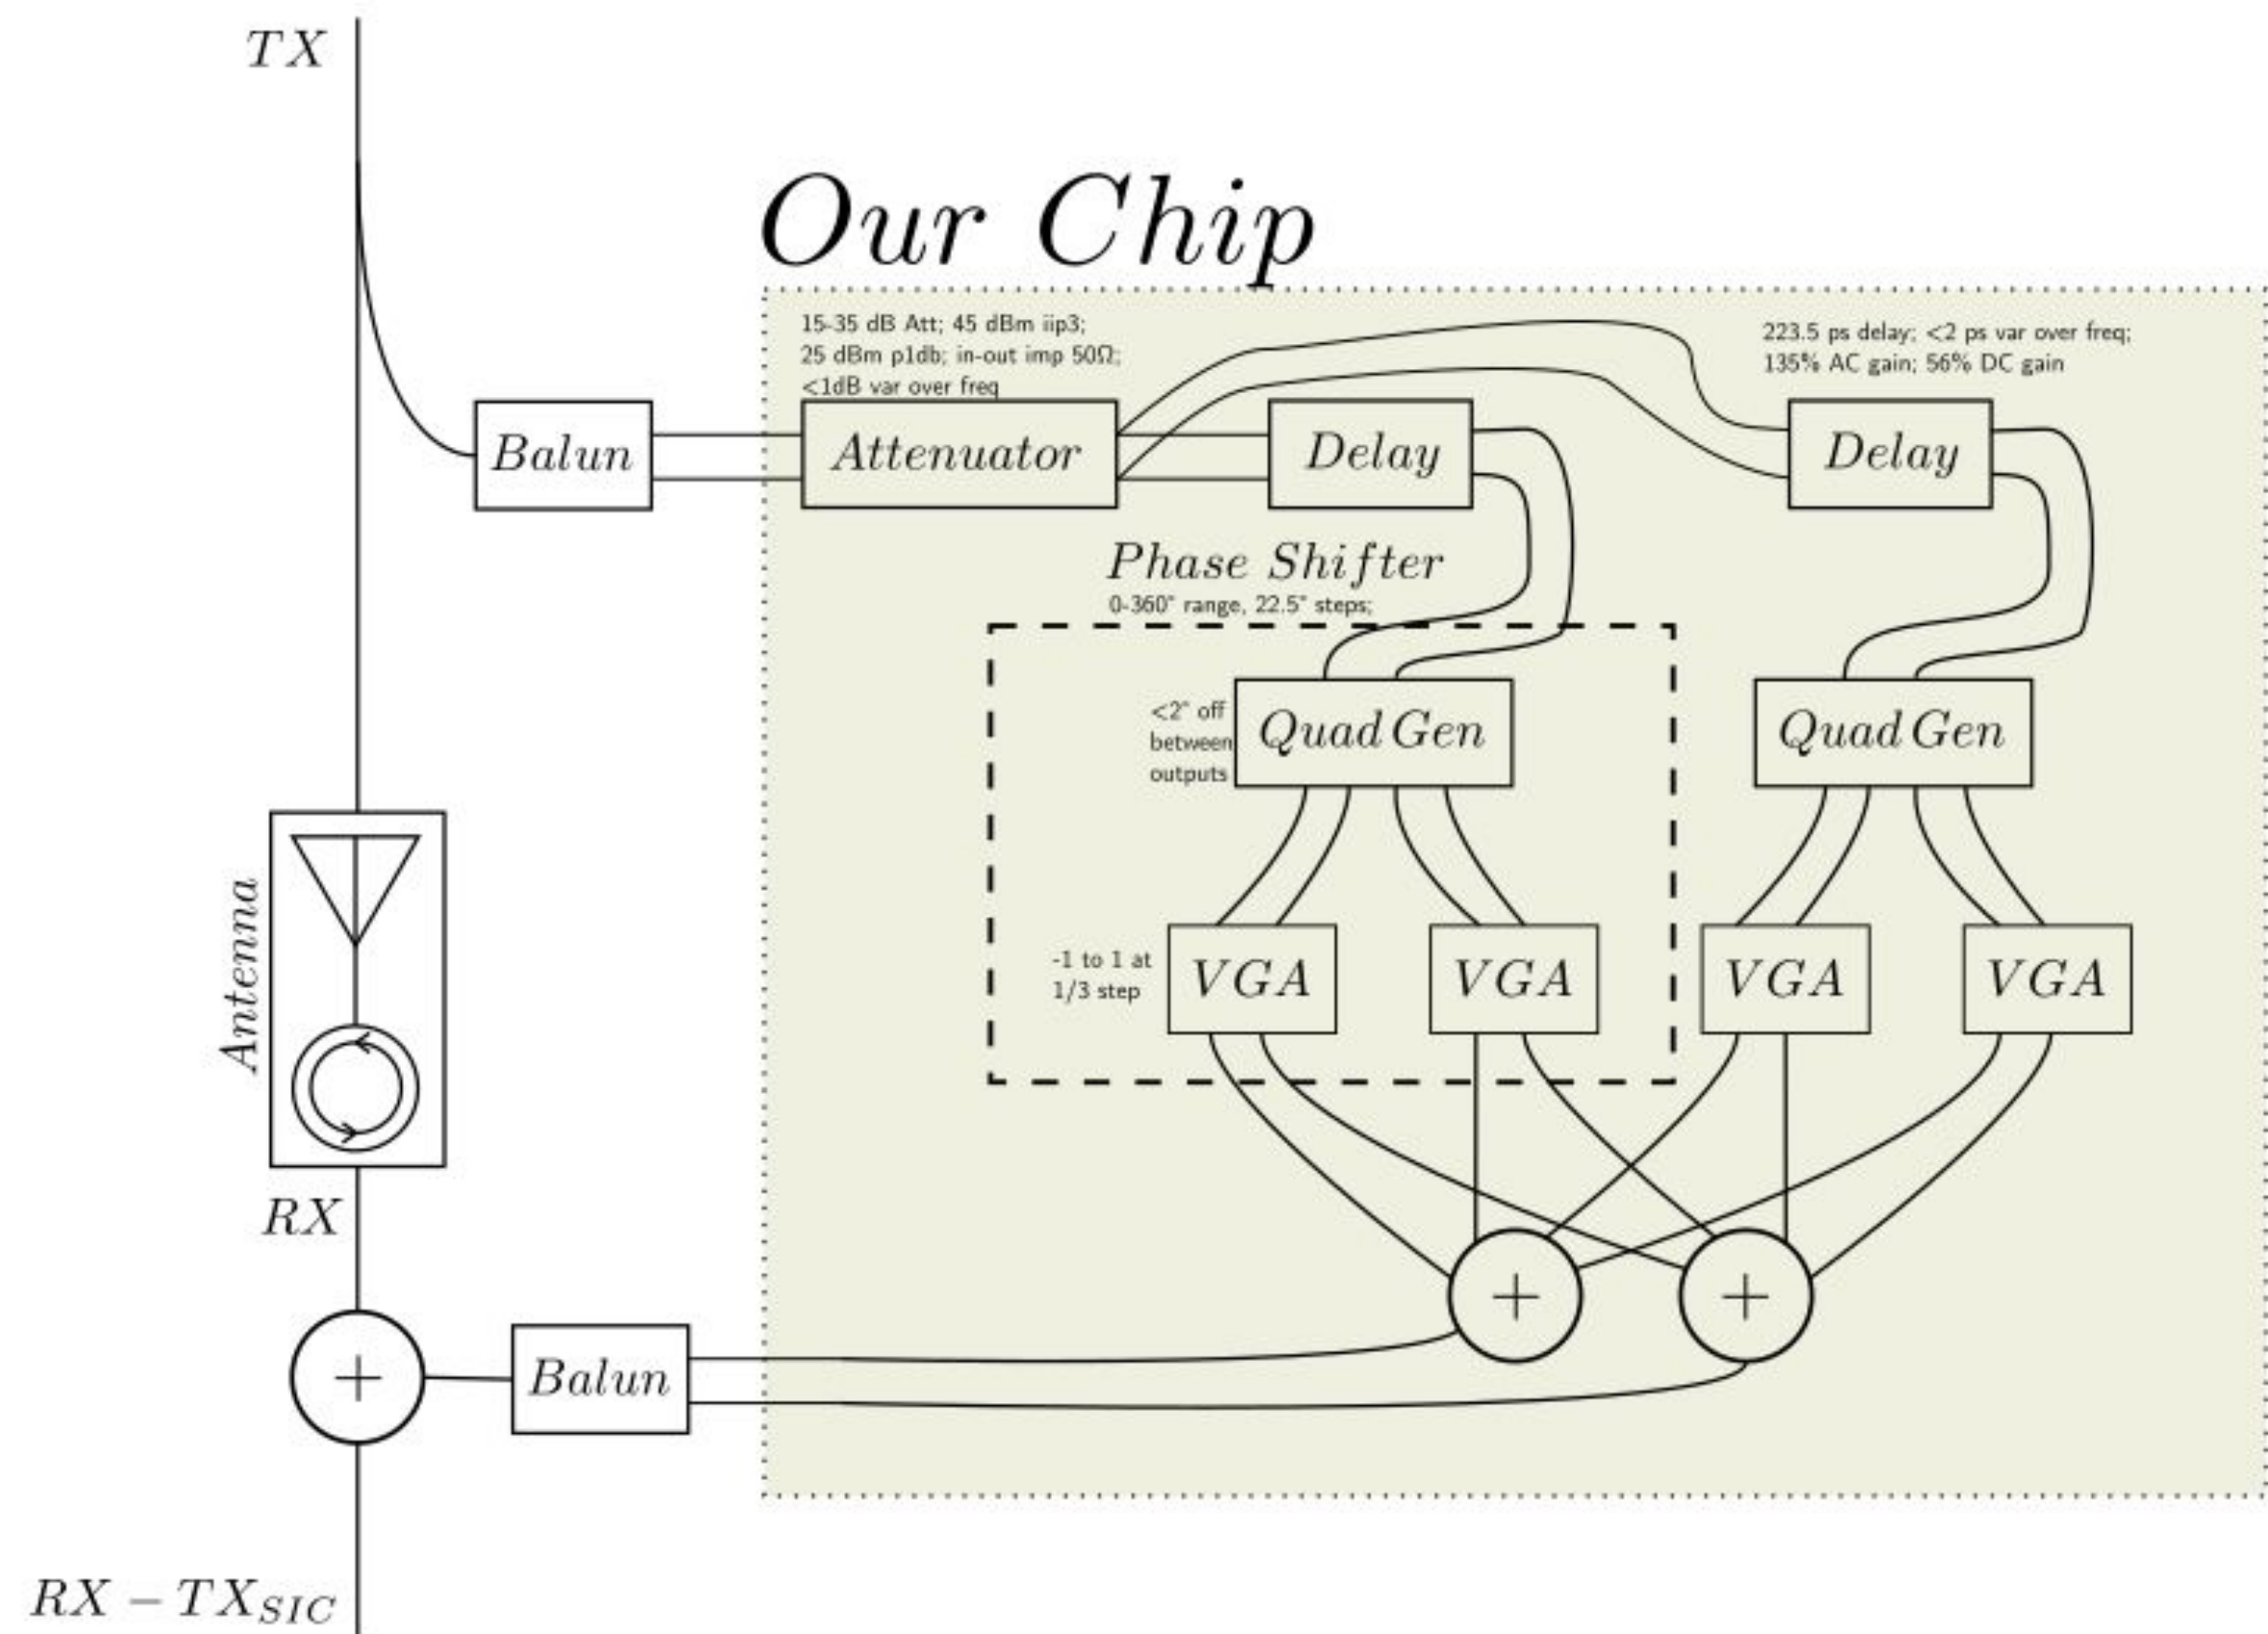 TX
Our Chip
15-35 dB Att; 45 dBm iip3;
25 dBm p1db; in-out imp 50Ω;
<1dB var over freq
223.5 ps delay; <2 ps var over freq;
135% AC gain; 56% DC gain
Balun
Attenuator
Delay
Delay
Phase Shifter
0-360° range, 22.5° steps;
<2° off
between
outputs
Quad Gen
Quad Gen
Antenna
-1 to 1 at
1/3 step
VGA
VGA
VGA
VGA
RX
+
+
+
Balun
RX − TX_SIC